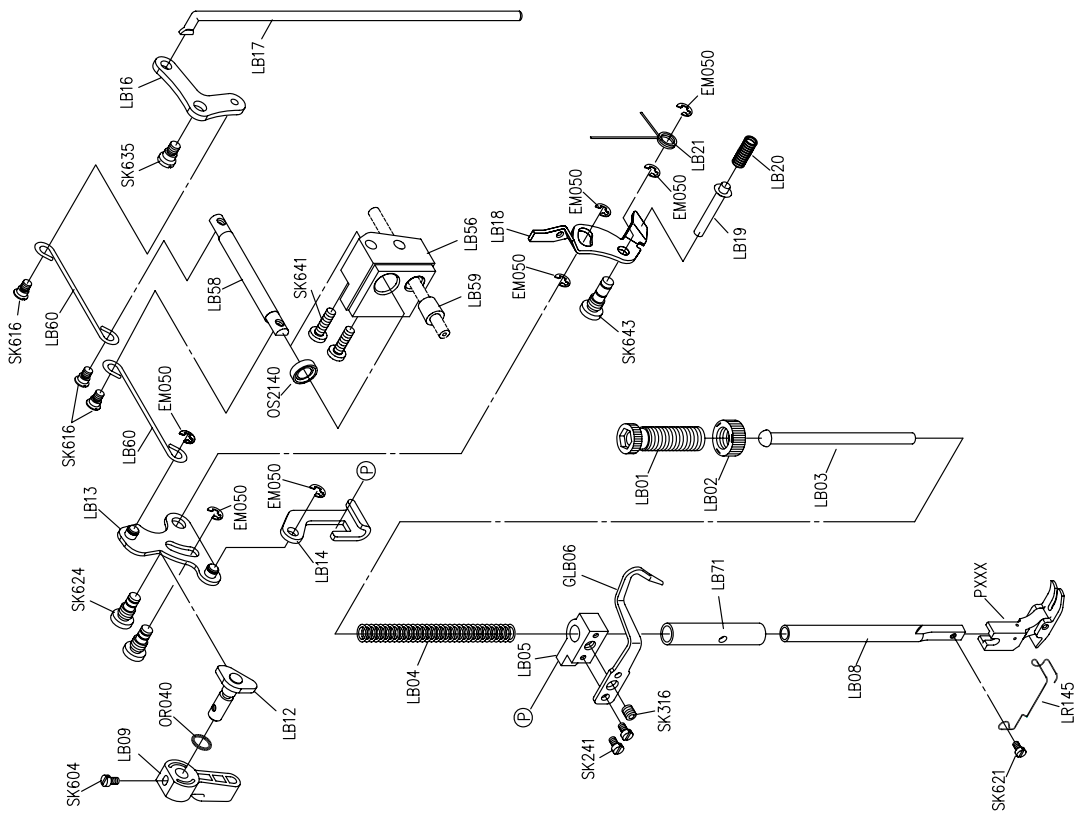 LB17
LB16
SK635
EM050
LB21
EM050
LB20
LB19
EM050
LB18
EM050
SK643
LB56
LB59
SK641
LB58
OS2140
SK616
LB60
SK616
LB60
EM050
LB13
EM050
EM050
P
LB14
SK624
LB12
OR040
LB09
SK604
LB01
LB02
LB03
LB04
GLB06
LB05
P
SK316
SK241
LB71
LB08
PXXX
LR145
SK621